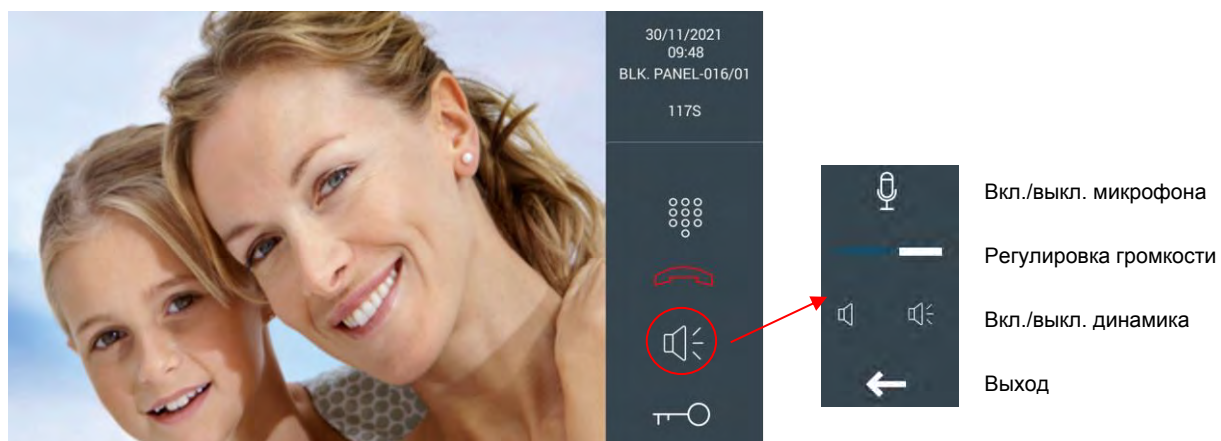 30/11/2021
09:48
BLK. PANEL-016/01
117S
Вкл./выкл. микрофона
Регулировка громкости
Вкл./выкл. динамика
Выход